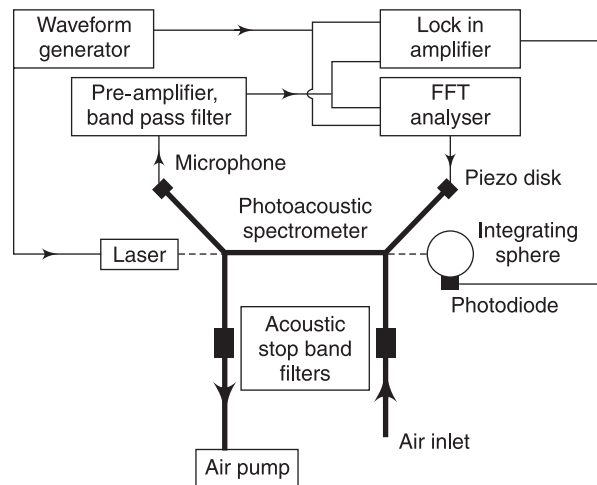 Waveform
generator
Lock in
amplifier
Pre-amplifier,
band pass filter
FFT
analyser
Microphone
Piezo disk
Photoacoustic
spectrometer
Integrating
sphere
Laser
Photodiode
Acoustic
stop band
filters
Air inlet
Air pump